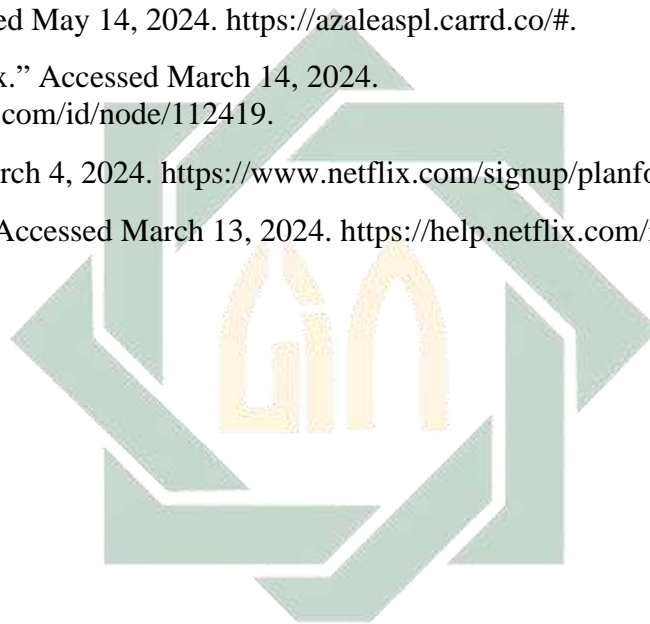 ed May 14, 2024. https://azaleaspl.carrd.co/#.
x.” Accessed March 14, 2024.
.com/id/node/112419.
rch 4, 2024. https://www.netflix.com/signup/planfo
Accessed March 13, 2024. https://help.netflix.com/